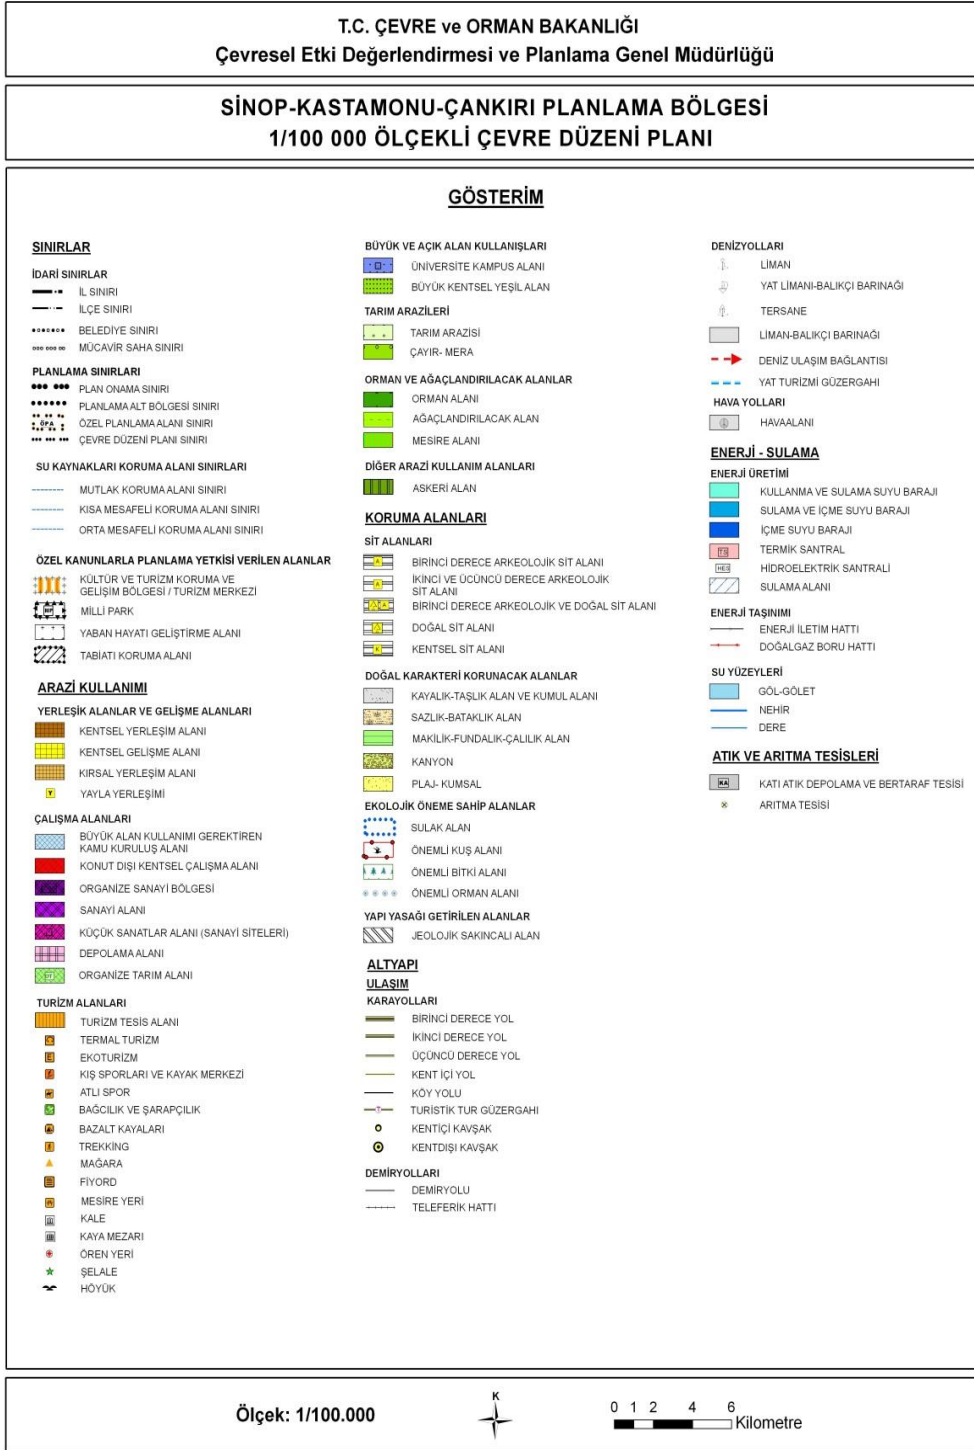 T.C. ÇEVRE ve ORMAN BAKANLIĞI
Çevresel Etki Değerlendirmesi ve Planlama Genel Müdürlüğü
SİNOP-KASTAMONU-ÇANKIRI PLANLAMA BÖLGESİ
1/100 000 ÖLÇEKLİ ÇEVRE DÜZENİ PLANI
GÖSTERİM
SINIRLAR
İDARİ SINIRLAR
İL SINIRI
İLÇE SINIRI
BELEDİYE SINIRI
MÜCAVİR SAHA SINIRI
PLANLAMA SINIRLARI
PLAN ONAMA SINIRI
PLANLAMA ALT BÖLGESİ SINIRI
ÖPA ÖZEL PLANLAMA ALANI SINIRI
ÇEVRE DÜZENİ PLANI SINIRI
SU KAYNAKLARI KORUMA ALANI SINIRLARI
MUTLAK KORUMA ALANI SINIRI
KISA MESAFELİ KORUMA ALANI SINIRI
ORTA MESAFELİ KORUMA ALANI SINIRI
ÖZEL KANUNLARLA PLANLAMA YETKİSİ VERİLEN ALANLAR
KÜLTÜR VE TURİZM KORUMA VE
GELİŞİM BÖLGESİ / TURİZM MERKEZİ
MP MİLLİ PARK
YABAN HAYATI GELİŞTİRME ALANI
TABİATI KORUMA ALANI
ARAZİ KULLANIMI
YERLEŞİK ALANLAR VE GELİŞME ALANLARI
KENTSEL YERLEŞİM ALANI
KENTSEL GELİŞME ALANI
KIRSAL YERLEŞİM ALANI
Y YAYLA YERLEŞİMİ
ÇALIŞMA ALANLARI
BÜYÜK ALAN KULLANIMI GEREKTİREN
KAMU KURULUŞ ALANI
KONUT DIŞI KENTSEL ÇALIŞMA ALANI
ORGANİZE SANAYİ BÖLGESİ
SANAYİ ALANI
KÜÇÜK SANATLAR ALANI (SANAYİ SİTELERİ)
DEPOLAMA ALANI
ORGANİZE TARIM ALANI
TURİZM ALANLARI
TURİZM TESİS ALANI
TERMAL TURİZM
E EKOTURİZM
KIŞ SPORLARI VE KAYAK MERKEZİ
ATLI SPOR
BAĞCILIK VE ŞARAPÇILIK
BAZALT KAYALARI
TREKKİNG
MAĞARA
FİYORD
MESİRE YERİ
KALE
KAYA MEZARI
ÖREN YERİ
ŞELALE
HÖYÜK
BÜYÜK VE AÇIK ALAN KULLANIŞLARI
ÜNİVERSİTE KAMPUS ALANI
BÜYÜK KENTSEL YEŞİL ALAN
TARIM ARAZİLERİ
TARIM ARAZİSİ
ÇAYIR- MERA
ORMAN VE AĞAÇLANDIRILACAK ALANLAR
ORMAN ALANI
AĞAÇLANDIRILACAK ALAN
MESİRE ALANI
DİĞER ARAZİ KULLANIM ALANLARI
ASKERİ ALAN
KORUMA ALANLARI
SİT ALANLARI
A BİRİNCİ DERECE ARKEOLOJİK SİT ALANI
A İKİNCİ VE ÜCÜNCÜ DERECE ARKEOLOJİK
SİT ALANI
A BİRİNCİ DERECE ARKEOLOJİK VE DOĞAL SİT ALANI
DOĞAL SİT ALANI
K KENTSEL SİT ALANI
DOĞAL KARAKTERİ KORUNACAK ALANLAR
KAYALIK-TAŞLIK ALAN VE KUMUL ALANI
SAZLIK-BATAKLIK ALAN
MAKİLİK-FUNDALIK-ÇALILIK ALAN
KANYON
PLAJ- KUMSAL
EKOLOJİK ÖNEME SAHİP ALANLAR
SULAK ALAN
ÖNEMLİ KUŞ ALANI
ÖNEMLİ BİTKİ ALANI
ÖNEMLİ ORMAN ALANI
YAPI YASAĞI GETİRİLEN ALANLAR
JEOLOJİK SAKINCALI ALAN
ALTYAPI
ULAŞIM
KARAYOLLARI
BİRİNCİ DERECE YOL
İKİNCİ DERECE YOL
ÜÇÜNCÜ DERECE YOL
KENT İÇİ YOL
KÖY YOLU
T TURİSTİK TUR GÜZERGAHI
KENTİÇİ KAVŞAK
KENTDIŞI KAVŞAK
DEMİRYOLLARI
DEMİRYOLU
TELEFERİK HATTI
DENİZYOLLARI
LİMAN
YAT LİMANI-BALIKÇI BARINAĞI
TERSANE
LİMAN-BALIKÇI BARINAĞI
DENİZ ULAŞIM BAĞLANTISI
YAT TURİZMİ GÜZERGAHI
HAVA YOLLARI
HAVAALANI
ENERJİ - SULAMA
ENERJİ ÜRETİMİ
KULLANMA VE SULAMA SUYU BARAJI
SULAMA VE İÇME SUYU BARAJI
İÇME SUYU BARAJI
TS TERMİK SANTRAL
HES HİDROELEKTRİK SANTRALİ
SULAMA ALANI
ENERJİ TAŞINIMI
ENERJİ İLETİM HATTI
DOĞALGAZ BORU HATTI
SU YÜZEYLERİ
GÖL-GÖLET
NEHİR
DERE
ATIK VE ARITMA TESİSLERİ
KA KATI ATIK DEPOLAMA VE BERTARAF TESİSİ
ARITMA TESİSİ
Ölçek: 1/100.000
K
0 1 2 4 6
Kilometre